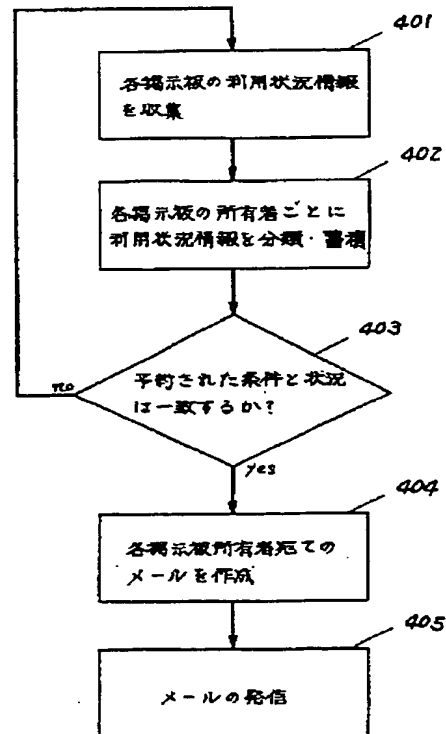 401
各掲示板の利用状況情報
を収集
402
各掲示板の所有者ごとに
利用状況情報を分類・蓄積
403
予約された条件と状況
は一致するか?
no
yes
404
各掲示板所有者宛ての
メールを作成
405
メールの発信